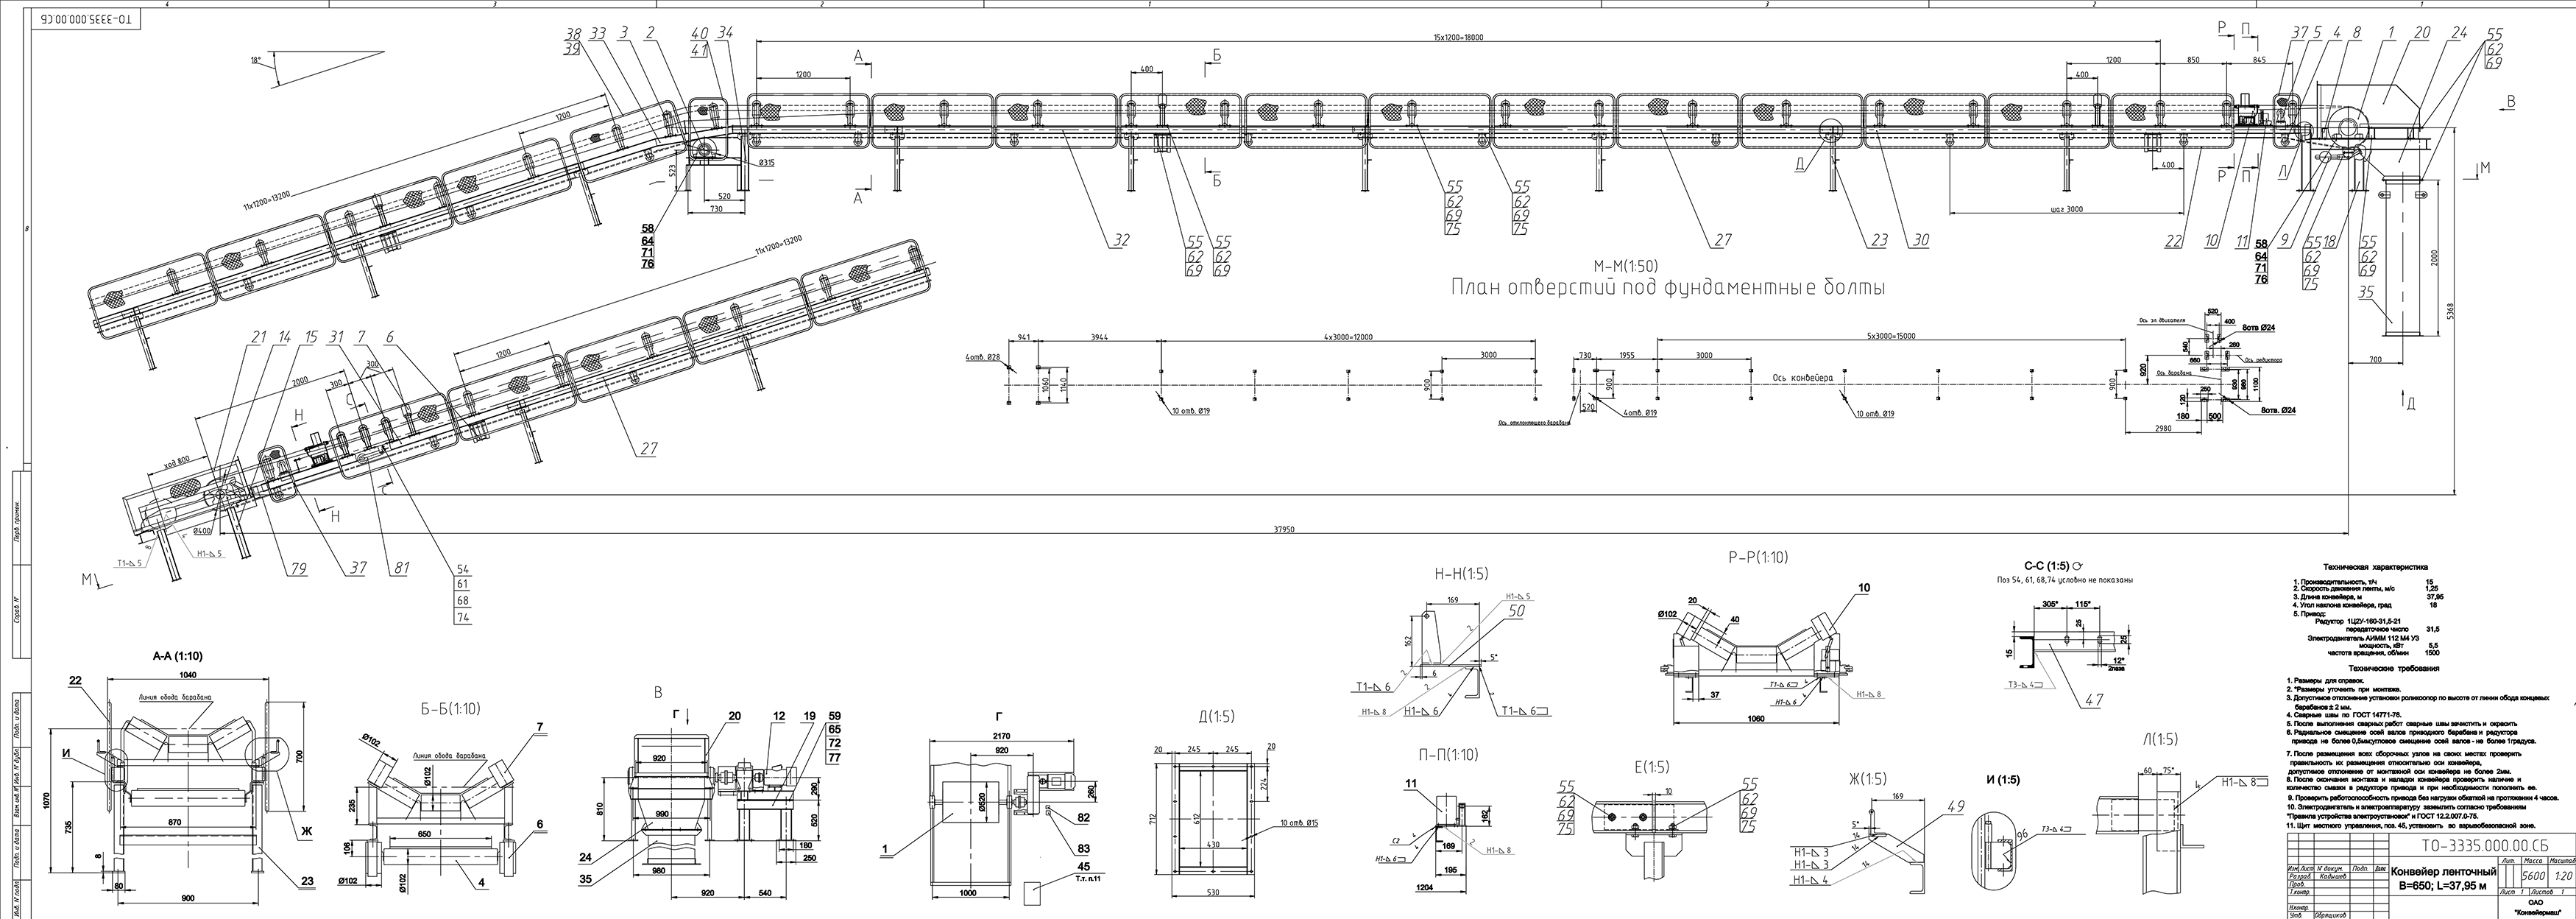 ТО-3335.000.00.СБ
18°
38 33 3 2 40 34
39 41
15х1200=18000
1200
А
400
Б
1200
850
845
400
Р П
37 5 4 8 1 20 24
55
62
69
В
1200
11х1200=13200
Ø315
523
520
730
58
64
71
76
А
Б
Д
Р П
Л
М
400
шаг 3000
32
55
62
69
55
62
69
55
62
69
75
55
62
69
75
27
23
30
22
10
11
58
64
71
76
9
55
62
69
75
18
55
62
69
35
2000
5368
700
Д
М-М(1:50)
План отверстий под фундаментные болты
941
3944
4х3000=12000
3000
4отв. Ø28
1060
1140
900
10 отв. Ø19
900
730
1955
5х3000=15000
3000
520
900
4отв. Ø19
Ось отклоняющего барабана
Ось конвейера
10 отв. Ø19
900
2980
Ось эл. двигателя
520
400
8отв Ø24
540
260
660
920
Ось редуктора
Ось барабана
250
930
980
1100
120
180
500
8отв. Ø24
21 14 15 31 7 6
11х1200=13200
1200
2000
300
300
С
Н
ход 800
Ø400
Т1-⊿ 5
Н1-⊿ 5
27
С
Н
М
79
37
81
54
61
68
74
37950
А-А (1:10)
1040
22
Линия обода барабана
И
700
1070
735
870
8
80
900
23
Ж
Б-Б(1:10)
Ø102
Линия обода барабана
Ø102
7
235
650
106
Ø102
Ø102
6
4
В
Г
20
12
19
59
65
72
77
920
810
290
990
520
24
35
980
180
250
920
540
Г
2170
920
Ø520
260
82
83
1
45
Т.т. п.11
1000
Д(1:5)
20
245
245
20
224
712
612
430
10 отв. Ø15
530
Н-Н(1:5)
169
Н1-⊿ 5
50
162
2
5*
6
Т1-⊿ 6
2
4
Н1-⊿ 8
Н1-⊿ 6
Т1-⊿ 6
П-П(1:10)
11
162
С2
4
Н1-⊿ 6
169
Н1-⊿ 8
195
1204
Р-Р(1:10)
Ø102
20
40
10
37
Т1-⊿ 6
Н1-⊿ 6
Н1-⊿ 8
1060
Е(1:5)
55
62
69
75
10
55
62
69
75
Ж(1:5)
169
49
5*
14
14
14
Н1-⊿ 3
Н1-⊿ 3
Н1-⊿ 4
И (1:5)
96
Т3-⊿ 4
С-С (1:5)
Поз 54, 61, 68,74 условно не показаны
305*
115*
25
25
15
12*
2паза
Т3-⊿ 4
47
Л(1:5)
60
75*
4
Н1-⊿ 8
Техническая характеристика
1. Производительность, т/ч 15
2. Скорость движения ленты, м/с 1,25
3. Длина конвейера, м 37,95
4. Угол наклона конвейера, град 18
5. Привод:
Редуктор 1Ц2У-160-31,5-21
передаточное число 31,5
Электродвигатель АИММ 112 М4 У3
мощность, кВт 5,5
частота вращения, об/мин 1500
Технические требования
1. Размеры для справок.
2. *Размеры уточнить при монтаже.
3. Допустимое отклонение установки роликоопор по высоте от линии обода концевых
барабанов ± 2 мм.
4. Сварные швы по ГОСТ 14771-76.
5. После выполнения сварных работ сварные швы зачистить и окрасить
6. Радиальное смещение осей валов приводного барабана и редуктора
привода не более 0,5мм;угловое смещение осей валов - не более 1градуса.
7. После размещения всех сборочных узлов на своих местах проверить
правильность их размещения относительно оси конвейера,
допустимое отклонение от монтажной оси конвейера не более 2мм.
8. После окончания монтажа и наладки конвейера проверить наличие и
количество смазки в редукторе привода и при необходимости пополнить ее.
9. Проверить работоспособность привода без нагрузки обкаткой на протяжении 4 часов.
10. Электродвигатель и электроаппаратуру заземлить согласно требованиям
"Правила устройства электроустановок" и ГОСТ 12.2.007.0-75.
11. Щит местного управления, поз. 45, установить во взрывобезопасной зоне.
ТО-3335.000.00.СБ
Изм. Лист № докум. Подп. Дата
Разраб. Кадышев
Пров.
Т.контр.
Н.контр.
Утв. Образцов
Конвейер ленточный
B=650; L=37,95 м
Лит. Масса Масштаб
5600 1:20
Лист 1 Листов 1
ОАО
"Конвейермаш"
Перв. примен.
Справ. №
Подп. и дата
Инв. № дубл.
Взам. инв. №
Подп. и дата
Инв. № подл.